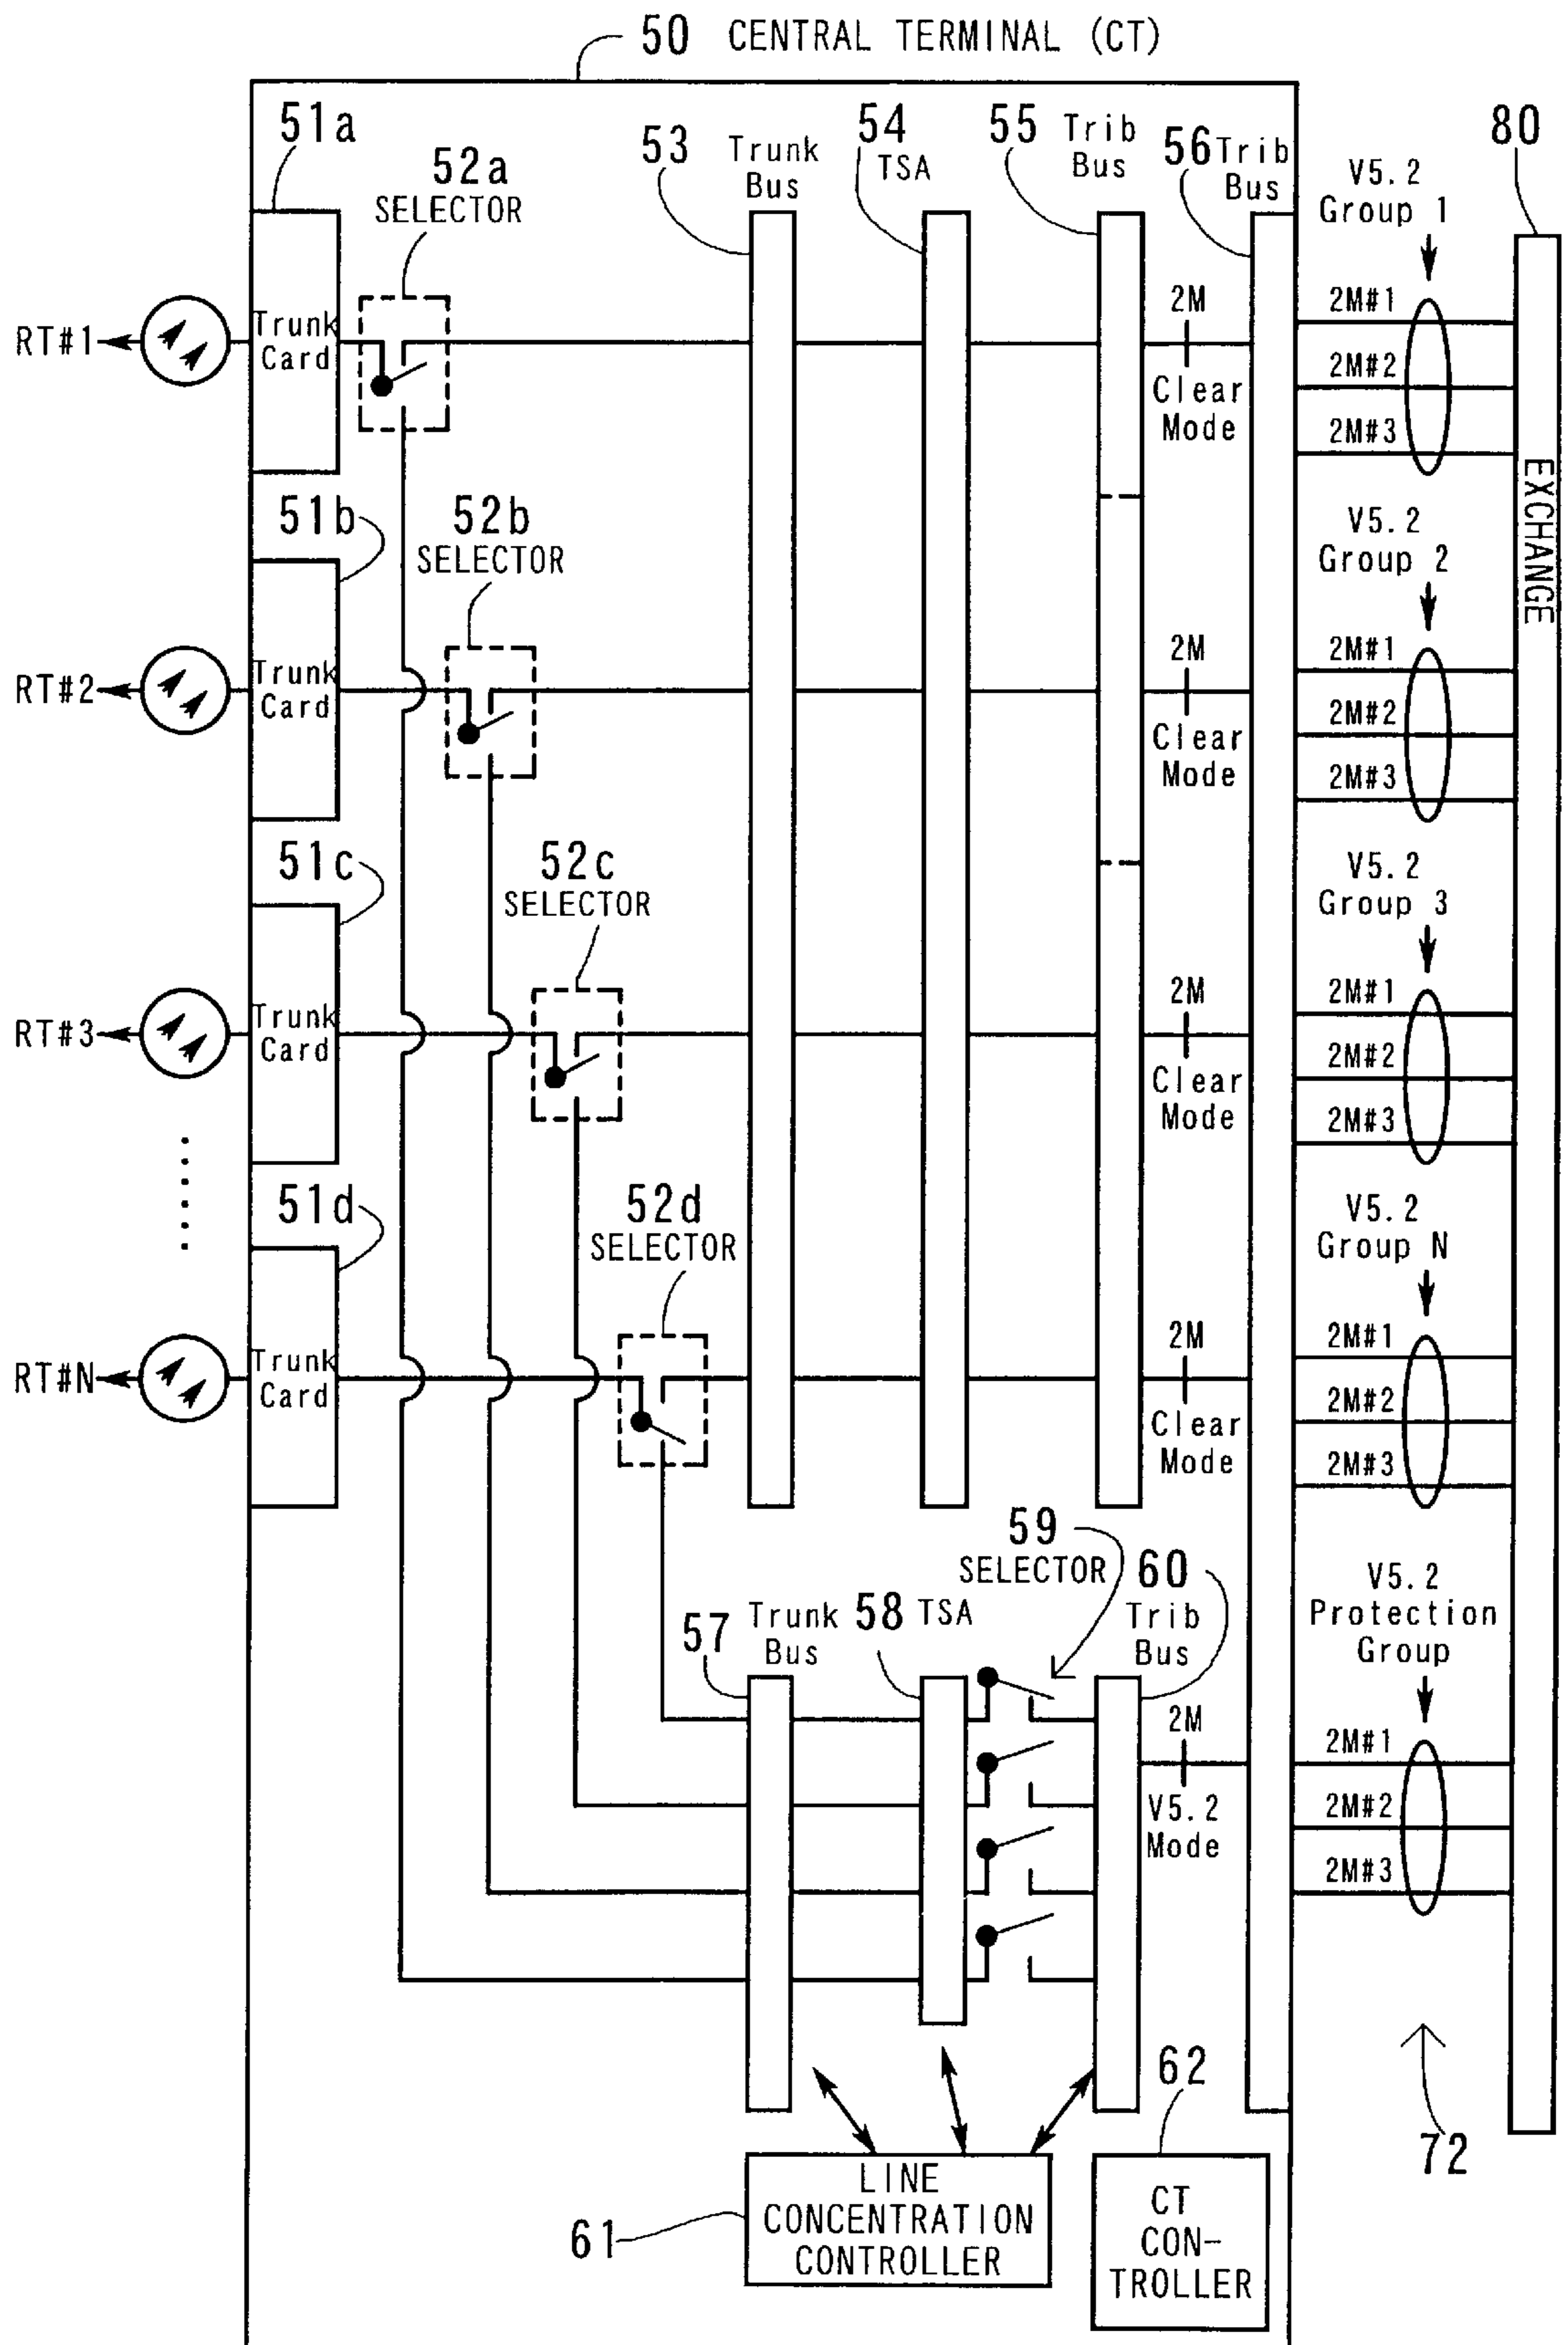 50 CENTRAL TERMINAL (CT)
51a
52a
SELECTOR
53 Trunk
Bus
54
TSA
55 Trib
Bus
56 Trib
Bus
V5.2
Group 1
80
RT#1
Trunk
Card
2M
Clear
Mode
2M#1
2M#2
2M#3
EXCHANGE
51b
52b
SELECTOR
V5.2
Group 2
RT#2
Trunk
Card
2M
Clear
Mode
2M#1
2M#2
2M#3
51c
52c
SELECTOR
V5.2
Group 3
RT#3
Trunk
Card
2M
Clear
Mode
2M#1
2M#2
2M#3
51d
52d
SELECTOR
V5.2
Group N
RT#N
Trunk
Card
2M
Clear
Mode
2M#1
2M#2
2M#3
57 Trunk
Bus
58 TSA
59
SELECTOR
60
Trib
Bus
V5.2
Protection
Group
2M
V5.2
Mode
2M#1
2M#2
2M#3
72
61
LINE
CONCENTRATION
CONTROLLER
62
CT
CON-
TROLLER